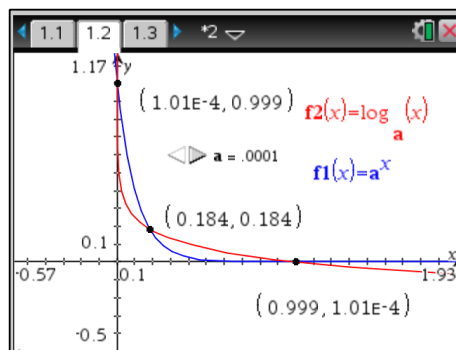 1.1 1.2 1.3 *2
1.17 y
(1.01E-4, 0.999)
f2(x)=log a (x)
a = .0001
f1(x)=a^x
(0.184, 0.184)
0.1
x
-0.57 0.1 1.93
(0.999, 1.01E-4)
-0.5